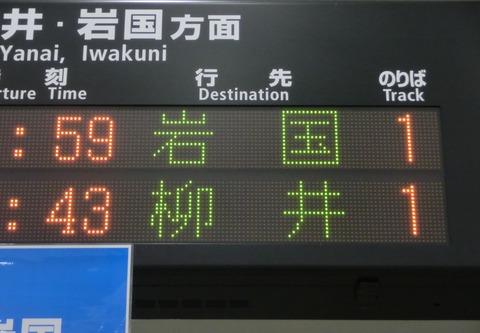 井・岩国方面
Yanai, Iwakuni
刻 行先 のりば
Time Destination Track
:59 岩国 1
:43 柳井 1